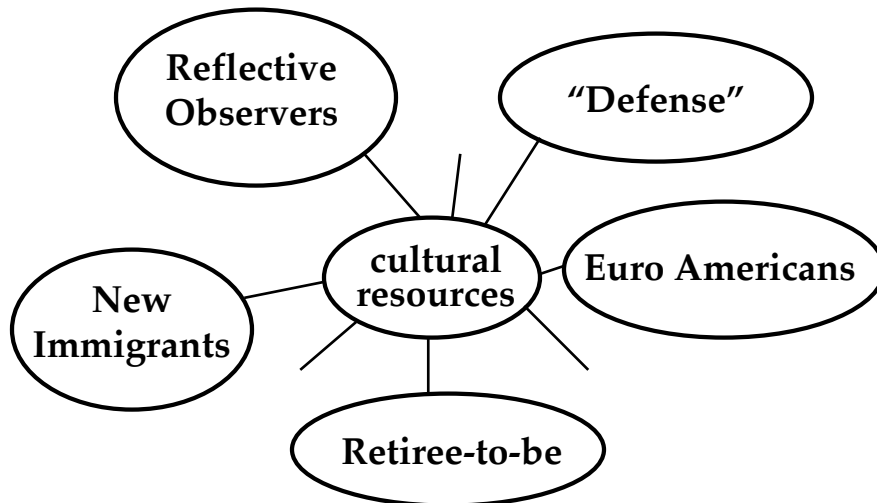 Reflective
Observers
“Defense”
cultural
resources
Euro Americans
New
Immigrants
Retiree-to-be